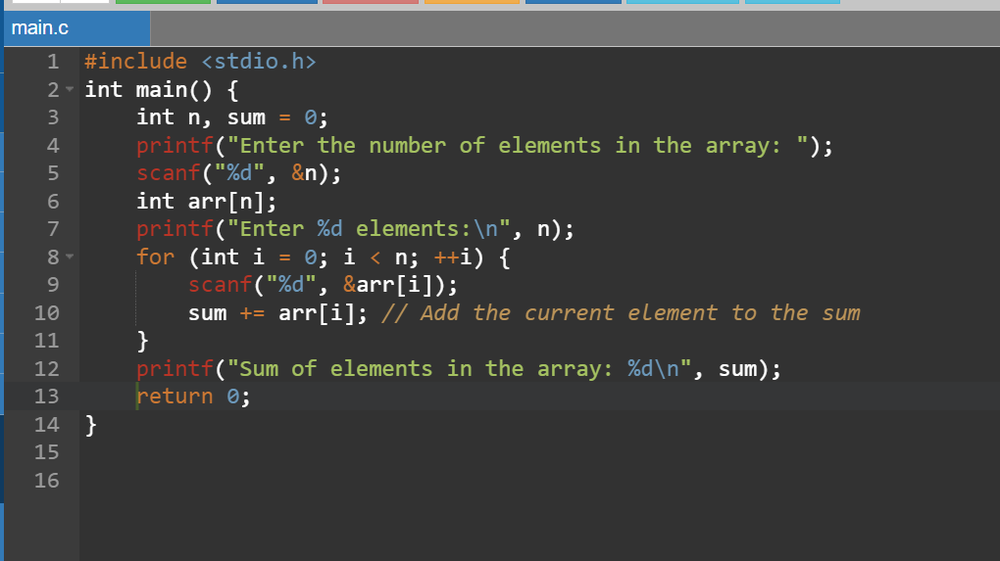 main.c
1 #include <stdio.h>
2 int main() {
3     int n, sum = 0;
4     printf("Enter the number of elements in the array: ");
5     scanf("%d", &n);
6     int arr[n];
7     printf("Enter %d elements:\n", n);
8     for (int i = 0; i < n; ++i) {
9         scanf("%d", &arr[i]);
10         sum += arr[i]; // Add the current element to the sum
11     }
12     printf("Sum of elements in the array: %d\n", sum);
13     return 0;
14 }
15
16